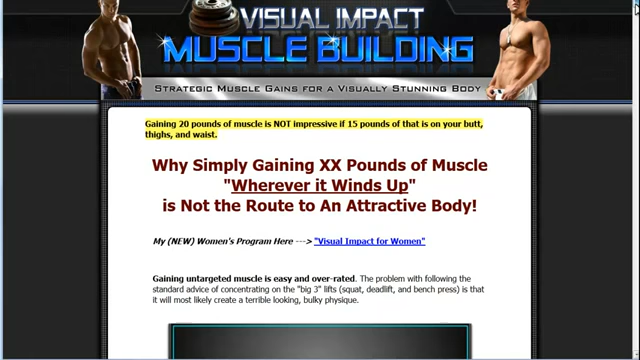 VISUAL IMPACT
MUSCLE BUILDING
STRATEGIC MUSCLE GAINS FOR A VISUALLY STUNNING BODY
Gaining 20 pounds of muscle is NOT impressive if 15 pounds of that is on your butt,
thighs, and waist.
Why Simply Gaining XX Pounds of Muscle
"Wherever it Winds Up"
is Not the Route to An Attractive Body!
My (NEW) Women's Program Here ---> "Visual Impact for Women"
Gaining untargeted muscle is easy and over-rated. The problem with following the
standard advice of concentrating on the "big 3" lifts (squat, deadlift, and bench press) is that
it will most likely create a terrible looking, bulky physique.